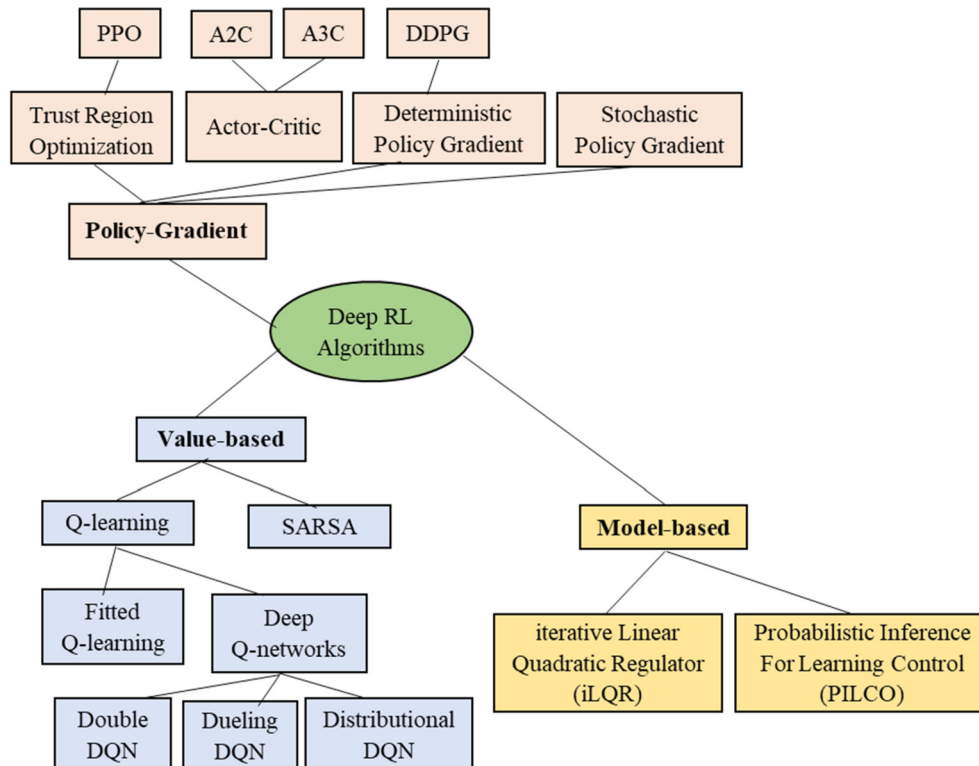 PPO
A2C
A3C
DDPG
Trust Region
Optimization
Actor-Critic
Deterministic
Policy Gradient
Stochastic
Policy Gradient
Policy-Gradient
Deep RL
Algorithms
Value-based
Q-learning
SARSA
Model-based
Fitted
Q-learning
Deep
Q-networks
iterative Linear
Quadratic Regulator
(iLQR)
Probabilistic Inference
For Learning Control
(PILCO)
Double
DQN
Dueling
DQN
Distributional
DQN